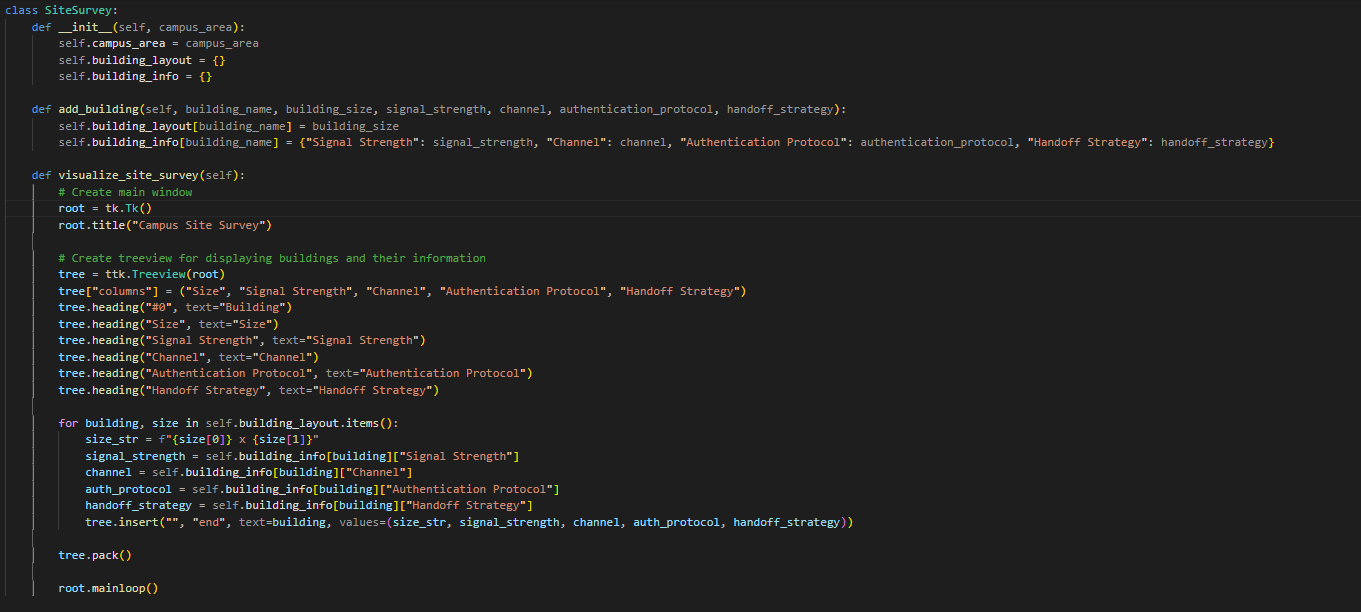 class SiteSurvey:
    def __init__(self, campus_area):
        self.campus_area = campus_area
        self.building_layout = {}
        self.building_info = {}

    def add_building(self, building_name, building_size, signal_strength, channel, authentication_protocol, handoff_strategy):
        self.building_layout[building_name] = building_size
        self.building_info[building_name] = {"Signal Strength": signal_strength, "Channel": channel, "Authentication Protocol": authentication_protocol, "Handoff Strategy": handoff_strategy}

    def visualize_site_survey(self):
        # Create main window
        root = tk.Tk()
        root.title("Campus Site Survey")

        # Create treeview for displaying buildings and their information
        tree = ttk.Treeview(root)
        tree["columns"] = ("Size", "Signal Strength", "Channel", "Authentication Protocol", "Handoff Strategy")
        tree.heading("#0", text="Building")
        tree.heading("Size", text="Size")
        tree.heading("Signal Strength", text="Signal Strength")
        tree.heading("Channel", text="Channel")
        tree.heading("Authentication Protocol", text="Authentication Protocol")
        tree.heading("Handoff Strategy", text="Handoff Strategy")

        for building, size in self.building_layout.items():
            size_str = f"{size[0]} x {size[1]}"
            signal_strength = self.building_info[building]["Signal Strength"]
            channel = self.building_info[building]["Channel"]
            auth_protocol = self.building_info[building]["Authentication Protocol"]
            handoff_strategy = self.building_info[building]["Handoff Strategy"]
            tree.insert("", "end", text=building, values=(size_str, signal_strength, channel, auth_protocol, handoff_strategy))

        tree.pack()

        root.mainloop()